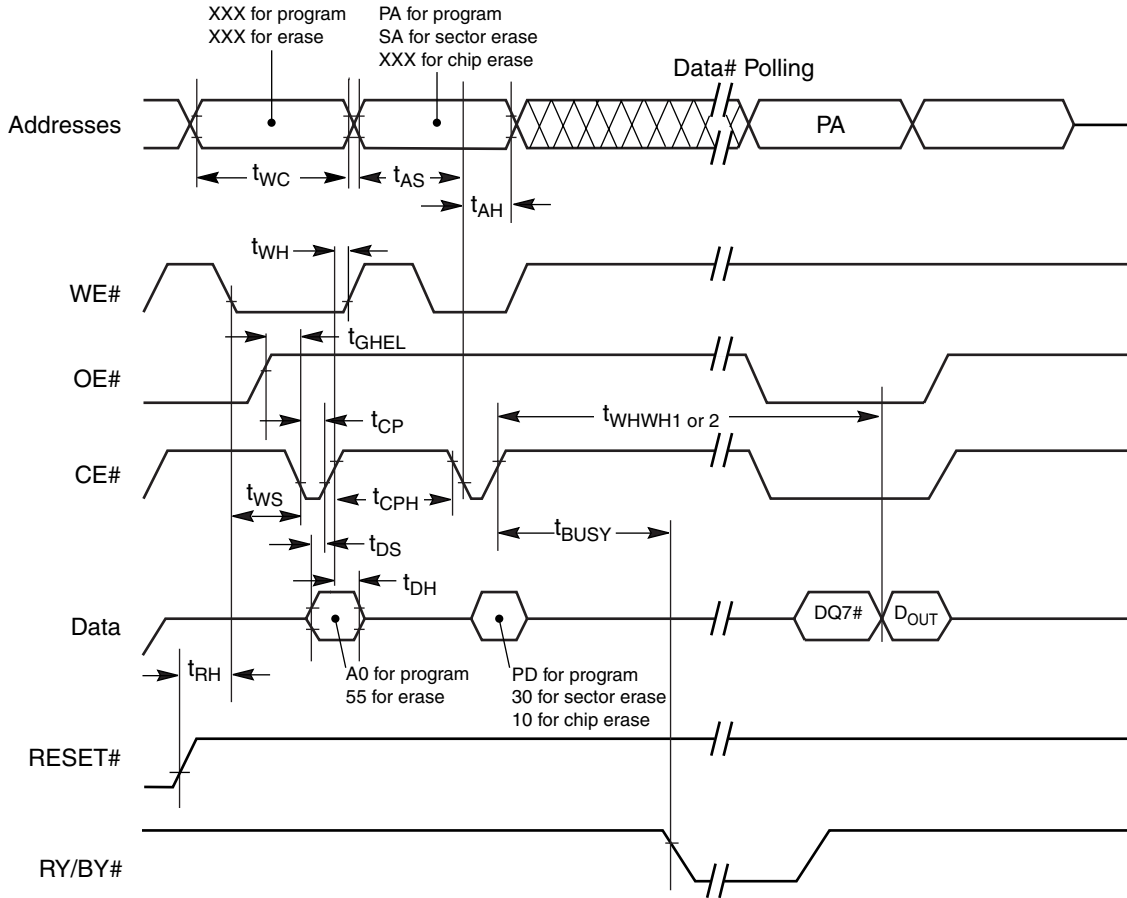 XXX for program
XXX for erase
PA for program
SA for sector erase
XXX for chip erase
Data# Polling
Addresses
PA
tWC
tAS
tAH
tWH
WE#
tGHEL
OE#
tWHWH1 or 2
tCP
CE#
tWS
tCPH
tBUSY
tDS
tDH
Data
DQ7#
DOUT
tRH
A0 for program
55 for erase
PD for program
30 for sector erase
10 for chip erase
RESET#
RY/BY#